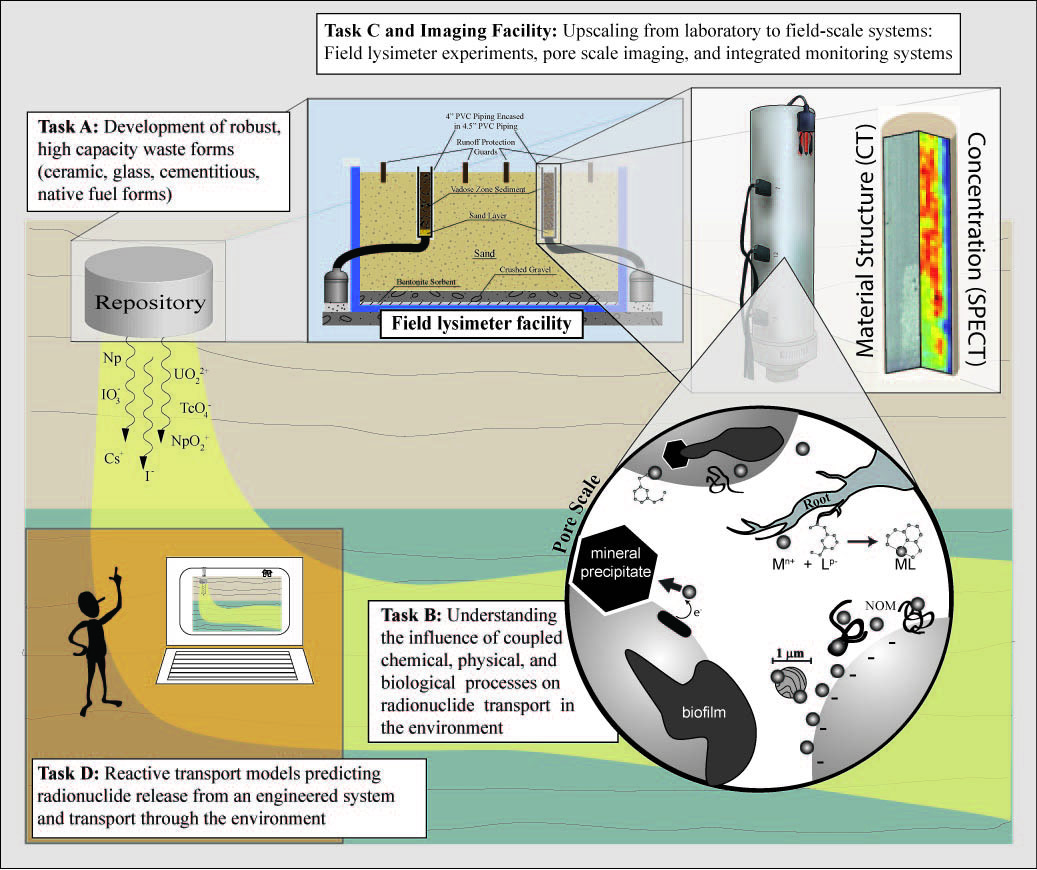 Task C and Imaging Facility: Upscaling from laboratory to field-scale systems:
Field lysimeter experiments, pore scale imaging, and integrated monitoring systems
Task A: Development of robust,
high capacity waste forms
(ceramic, glass, cementitious,
native fuel forms)
4" PVC Piping Encased
in 4.5" PVC Piping
Runoff Protection
Guards
Vadose Zone Sediment
Sand Layer
Sand
Crushed Gravel
Bentonite Sorbent
Field lysimeter facility
Material Structure (CT)
Concentration (SPECT)
Repository
Np
UO₂²⁺
IO₃⁻
TcO₄⁻
NpO₂⁺
Cs⁺
I⁻
Pore Scale
Root
mineral
precipitate
Mⁿ⁺ + Lᵖ⁻
ML
e⁻
NOM
1 μm
biofilm
Task B: Understanding
the influence of coupled
chemical, physical, and
biological processes on
radionuclide transport in
the environment
Task D: Reactive transport models predicting
radionuclide release from an engineered system
and transport through the environment